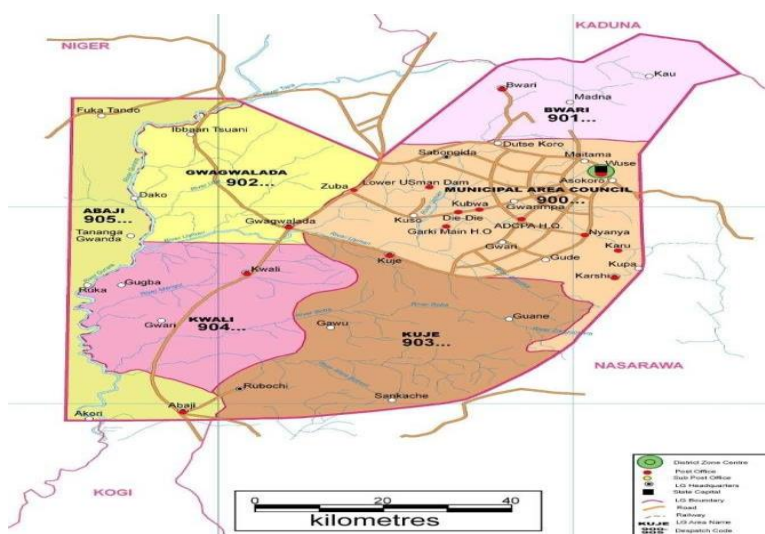 KADUNA
NIGER
Kau
Bwari
Madna
Fuka Tando
BWARI
901...
Ibbaan Tsuani
Dutse Koro
Sabongida
Maitama
Wuse
GWAGWALADA
902...
Asokoro
Zuba
Lower USman Dam
MUNICIPAL AREA COUNCIL
900...
Dako
ABAJI
905...
Kubwa
Gwarimpa
Kuso
Die-Die
ADCPA H.O
Gwagwalada
Garki Main H.O
Nyanya
Tananga
Gwanda
Gwari
Karu
Kuje
Gude
Kupa
Kwali
Karshi
Ruka
Gugba
KWALI
904...
Gwari
Gawu
Guane
KUJE
903...
NASARAWA
Rubochi
Abaji
Sankache
Akori
KOGI
0 20 40
kilometres
District Zone Centre
Post Office
Sub Post Office
LG Headquarters
State Capital
LG Boundary
Road
Railway
KUJE LG Area Name
900-
905 Despatch Code